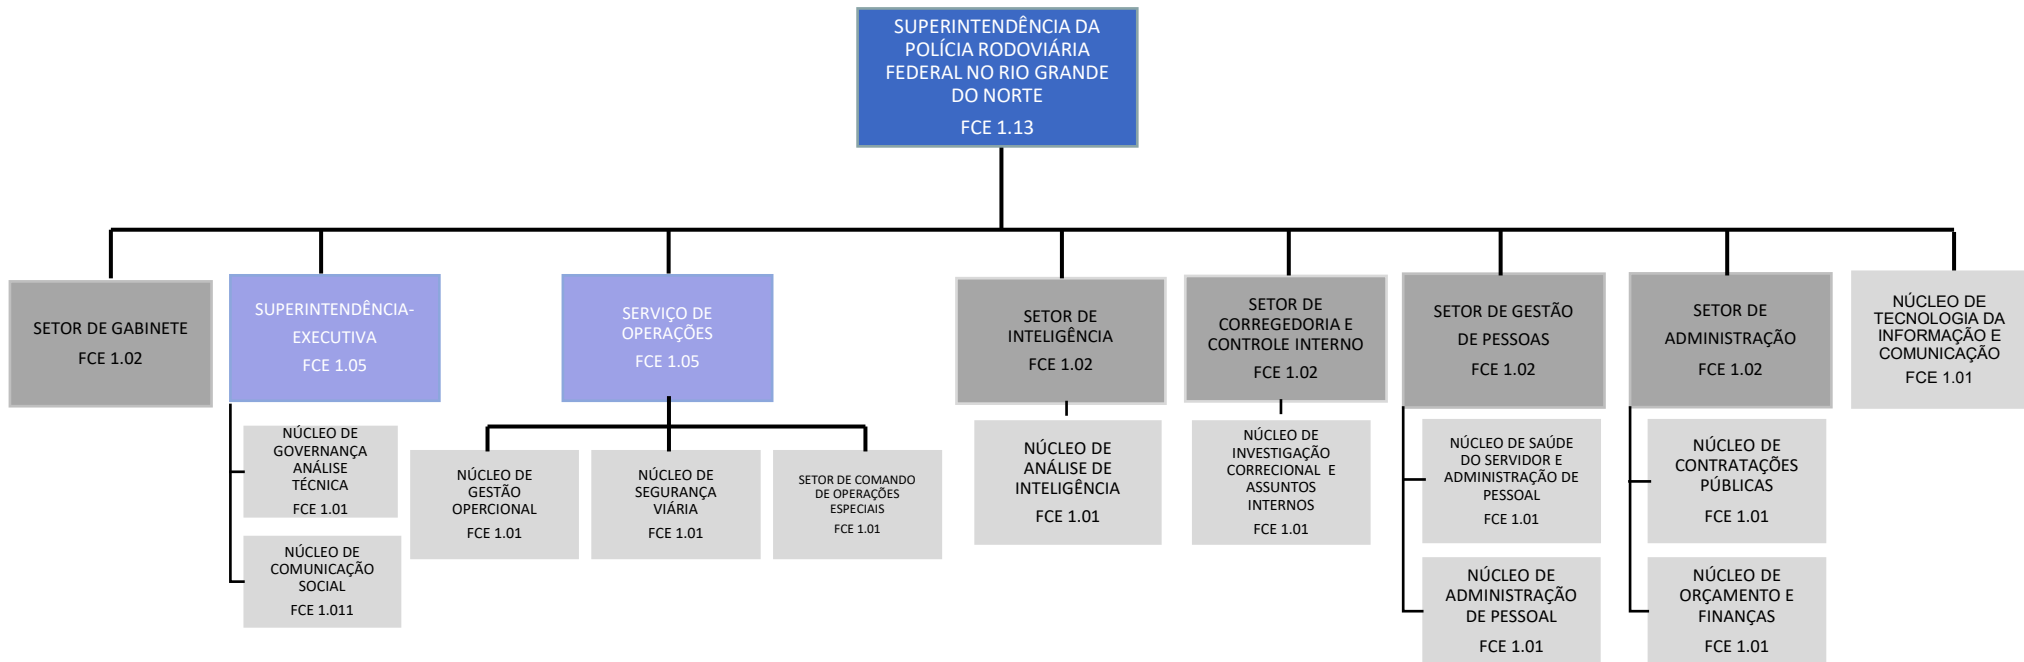 SUPERINTENDÊNCIA DA
POLÍCIA RODOVIÁRIA
FEDERAL NO RIO GRANDE
DO NORTE
FCE 1.13
SETOR DE GABINETE
FCE 1.02
SUPERINTENDÊNCIA-
EXECUTIVA
FCE 1.05
SERVIÇO DE
OPERAÇÕES
FCE 1.05
SETOR DE
INTELIGÊNCIA
FCE 1.02
SETOR DE
CORREGEDORIA E
CONTROLE INTERNO
FCE 1.02
SETOR DE GESTÃO
DE PESSOAS
FCE 1.02
SETOR DE
ADMINISTRAÇÃO
FCE 1.02
NÚCLEO DE
TECNOLOGIA DA
INFORMAÇÃO E
COMUNICAÇÃO
FCE 1.01
NÚCLEO DE
GOVERNANÇA
ANÁLISE
TÉCNICA
FCE 1.01
NÚCLEO DE
COMUNICAÇÃO
SOCIAL
FCE 1.011
NÚCLEO DE
GESTÃO
OPERCIONAL
FCE 1.01
NÚCLEO DE
SEGURANÇA
VIÁRIA
FCE 1.01
SETOR DE COMANDO
DE OPERAÇÕES
ESPECIAIS
FCE 1.01
NÚCLEO DE
ANÁLISE DE
INTELIGÊNCIA
FCE 1.01
NÚCLEO DE
INVESTIGAÇÃO
CORRECIONAL E
ASSUNTOS
INTERNOS
FCE 1.01
NÚCLEO DE SAÚDE
DO SERVIDOR E
ADMINISTRAÇÃO DE
PESSOAL
FCE 1.01
NÚCLEO DE
ADMINISTRAÇÃO
DE PESSOAL
FCE 1.01
NÚCLEO DE
CONTRATAÇÕES
PÚBLICAS
FCE 1.01
NÚCLEO DE
ORÇAMENTO E
FINANÇAS
FCE 1.01